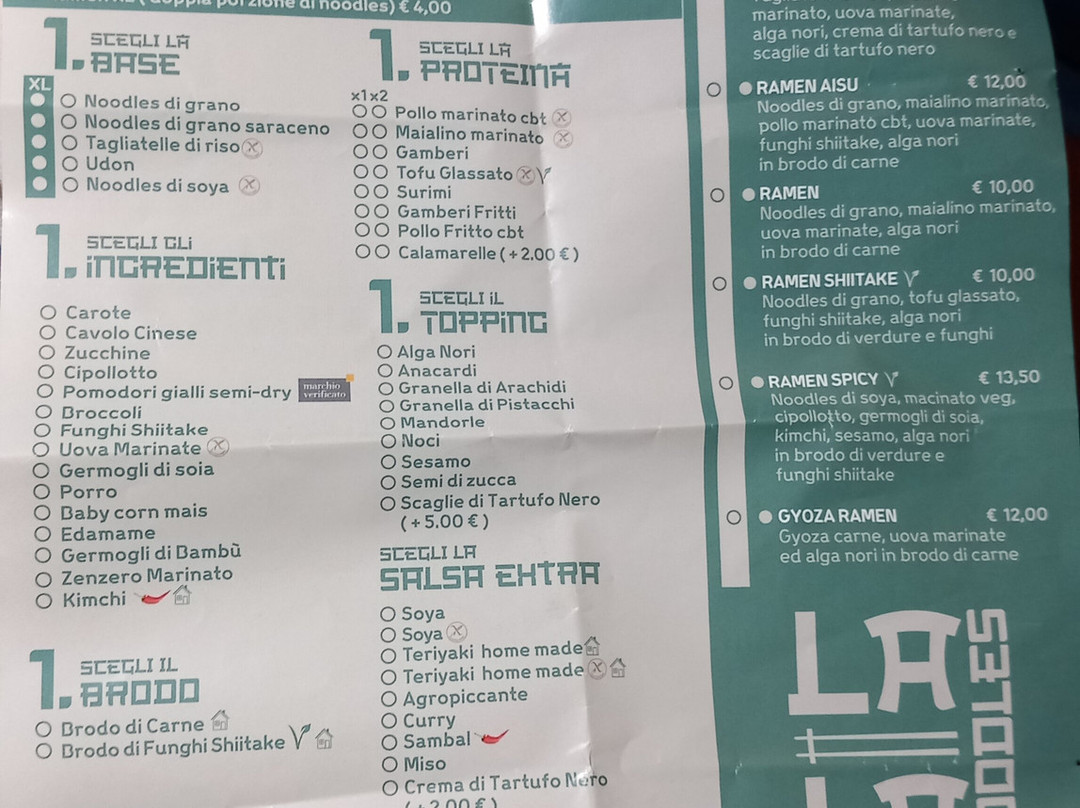 doppia porzione di noodles) € 4,00
1. SCEGLI LA
BASE
XL
Noodles di grano
Noodles di grano saraceno
Tagliatelle di riso
Udon
Noodles di soya
1. SCEGLI GLI
INGREDIENTI
Carote
Cavolo Cinese
Zucchine
Cipollotto
Pomodori gialli semi-dry marchio verificato
Broccoli
Funghi Shiitake
Uova Marinate
Germogli di soia
Porro
Baby corn mais
Edamame
Germogli di Bambù
Zenzero Marinato
Kimchi
1. SCEGLI IL
BRODO
Brodo di Carne
Brodo di Funghi Shiitake
1. SCEGLI LA
PROTEINA
x1 x2
Pollo marinato cbt
Maialino marinato
Gamberi
Tofu Glassato
Surimi
Gamberi Fritti
Pollo Fritto cbt
Calamarelle (+2.00 €)
1. SCEGLI IL
TOPPING
Alga Nori
Anacardi
Granella di Arachidi
Granella di Pistacchi
Mandorle
Noci
Sesamo
Semi di zucca
Scaglie di Tartufo Nero
(+5.00 €)
SCEGLI LA
SALSA EXTRA
Soya
Soya
Teriyaki home made
Teriyaki home made
Agropiccante
Curry
Sambal
Miso
Crema di Tartufo Nero
(+2.00 €)
marinato, uova marinate,
alga nori, crema di tartufo nero e
scaglie di tartufo nero
RAMEN AISU € 12,00
Noodles di grano, maialino marinato,
pollo marinato cbt, uova marinate,
funghi shiitake, alga nori
in brodo di carne
RAMEN € 10,00
Noodles di grano, maialino marinato,
uova marinate, alga nori
in brodo di carne
RAMEN SHIITAKE € 10,00
Noodles di grano, tofu glassato,
funghi shiitake, alga nori
in brodo di verdure e funghi
RAMEN SPICY € 13,50
Noodles di soya, macinato veg,
cipollotto, germogli di soia,
kimchi, sesamo, alga nori
in brodo di verdure e
funghi shiitake
GYOZA RAMEN € 12,00
Gyoza carne, uova marinate
ed alga nori in brodo di carne
LA